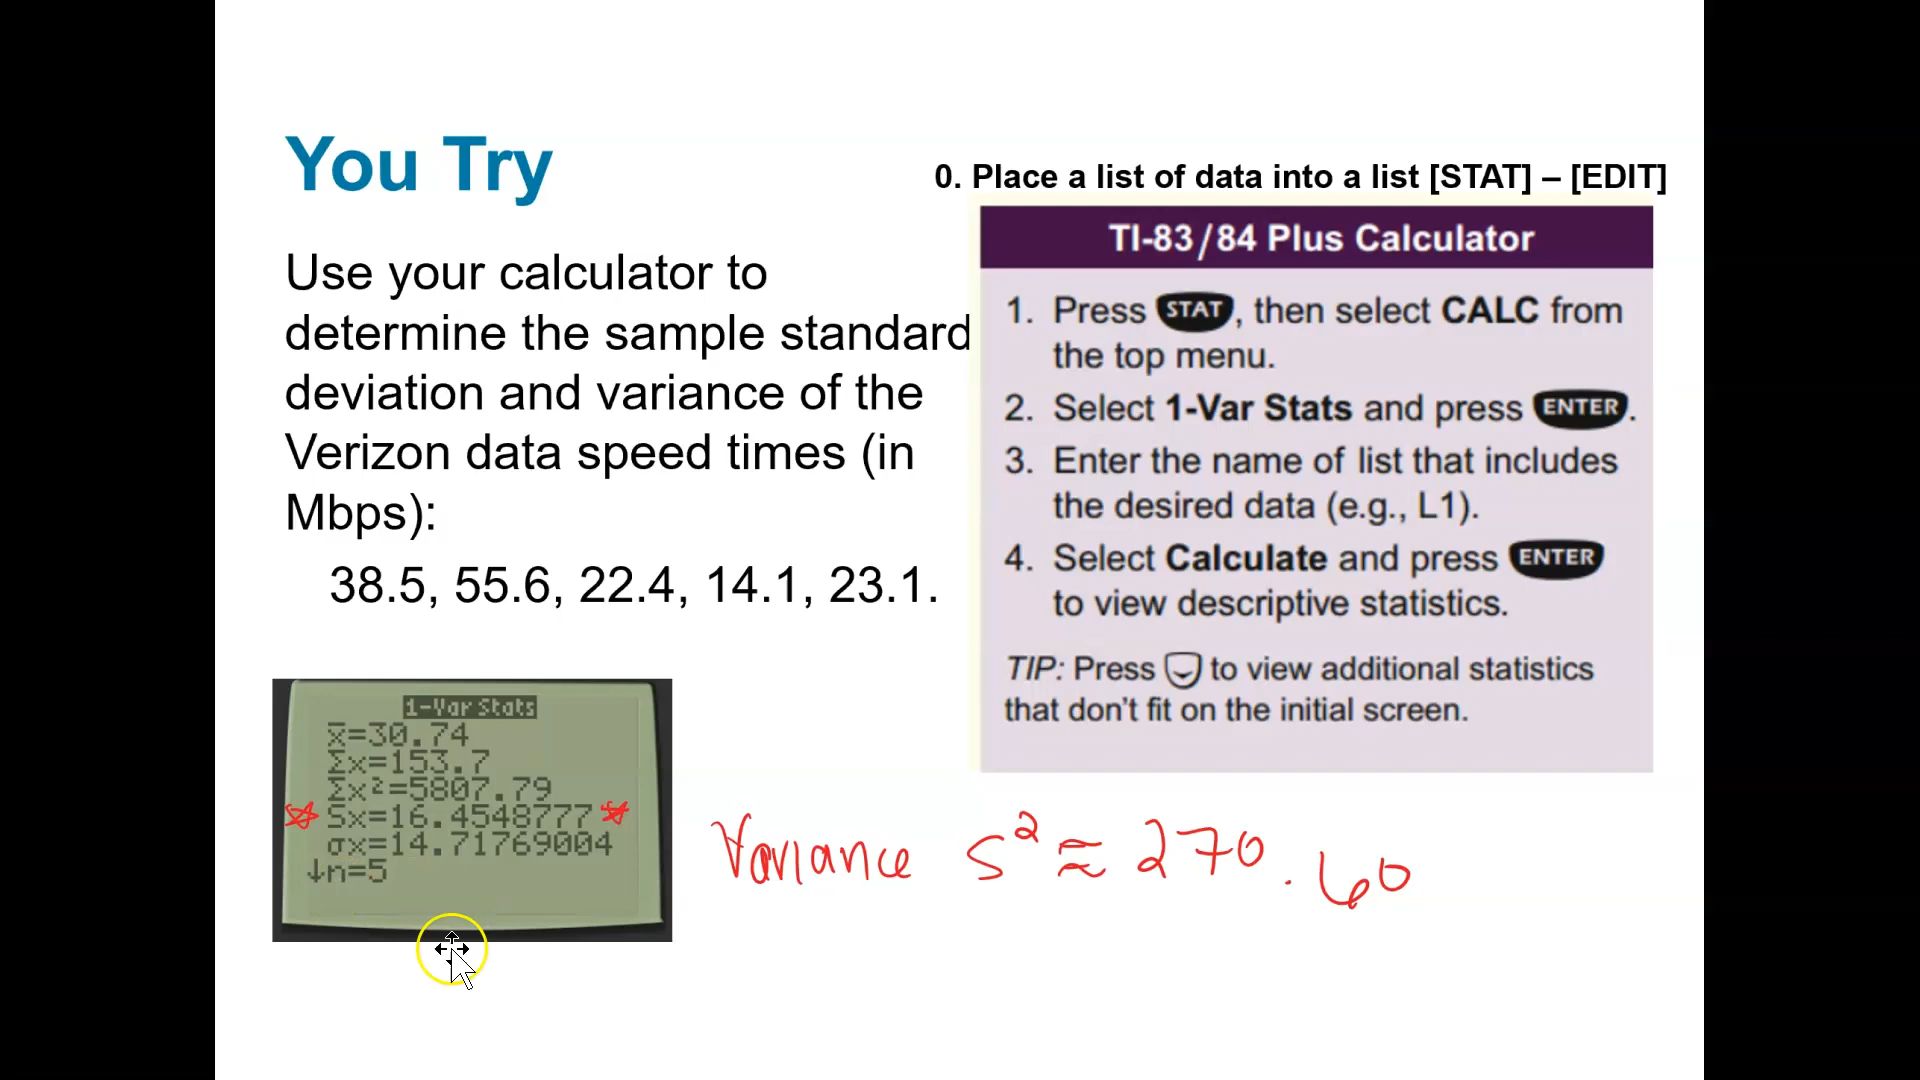 You Try
0. Place a list of data into a list [STAT] – [EDIT]
Use your calculator to
determine the sample standard
deviation and variance of the
Verizon data speed times (in
Mbps):
38.5, 55.6, 22.4, 14.1, 23.1.
TI-83/84 Plus Calculator
1. Press STAT, then select CALC from
the top menu.
2. Select 1-Var Stats and press ENTER.
3. Enter the name of list that includes
the desired data (e.g., L1).
4. Select Calculate and press ENTER
to view descriptive statistics.
TIP: Press to view additional statistics
that don't fit on the initial screen.
1-Var Stats
x̄=30.74
Σx=153.7
Σx²=5807.79
Sx=16.4548777
σx=14.71769004
↓n=5
Variance s² ≈ 270.60